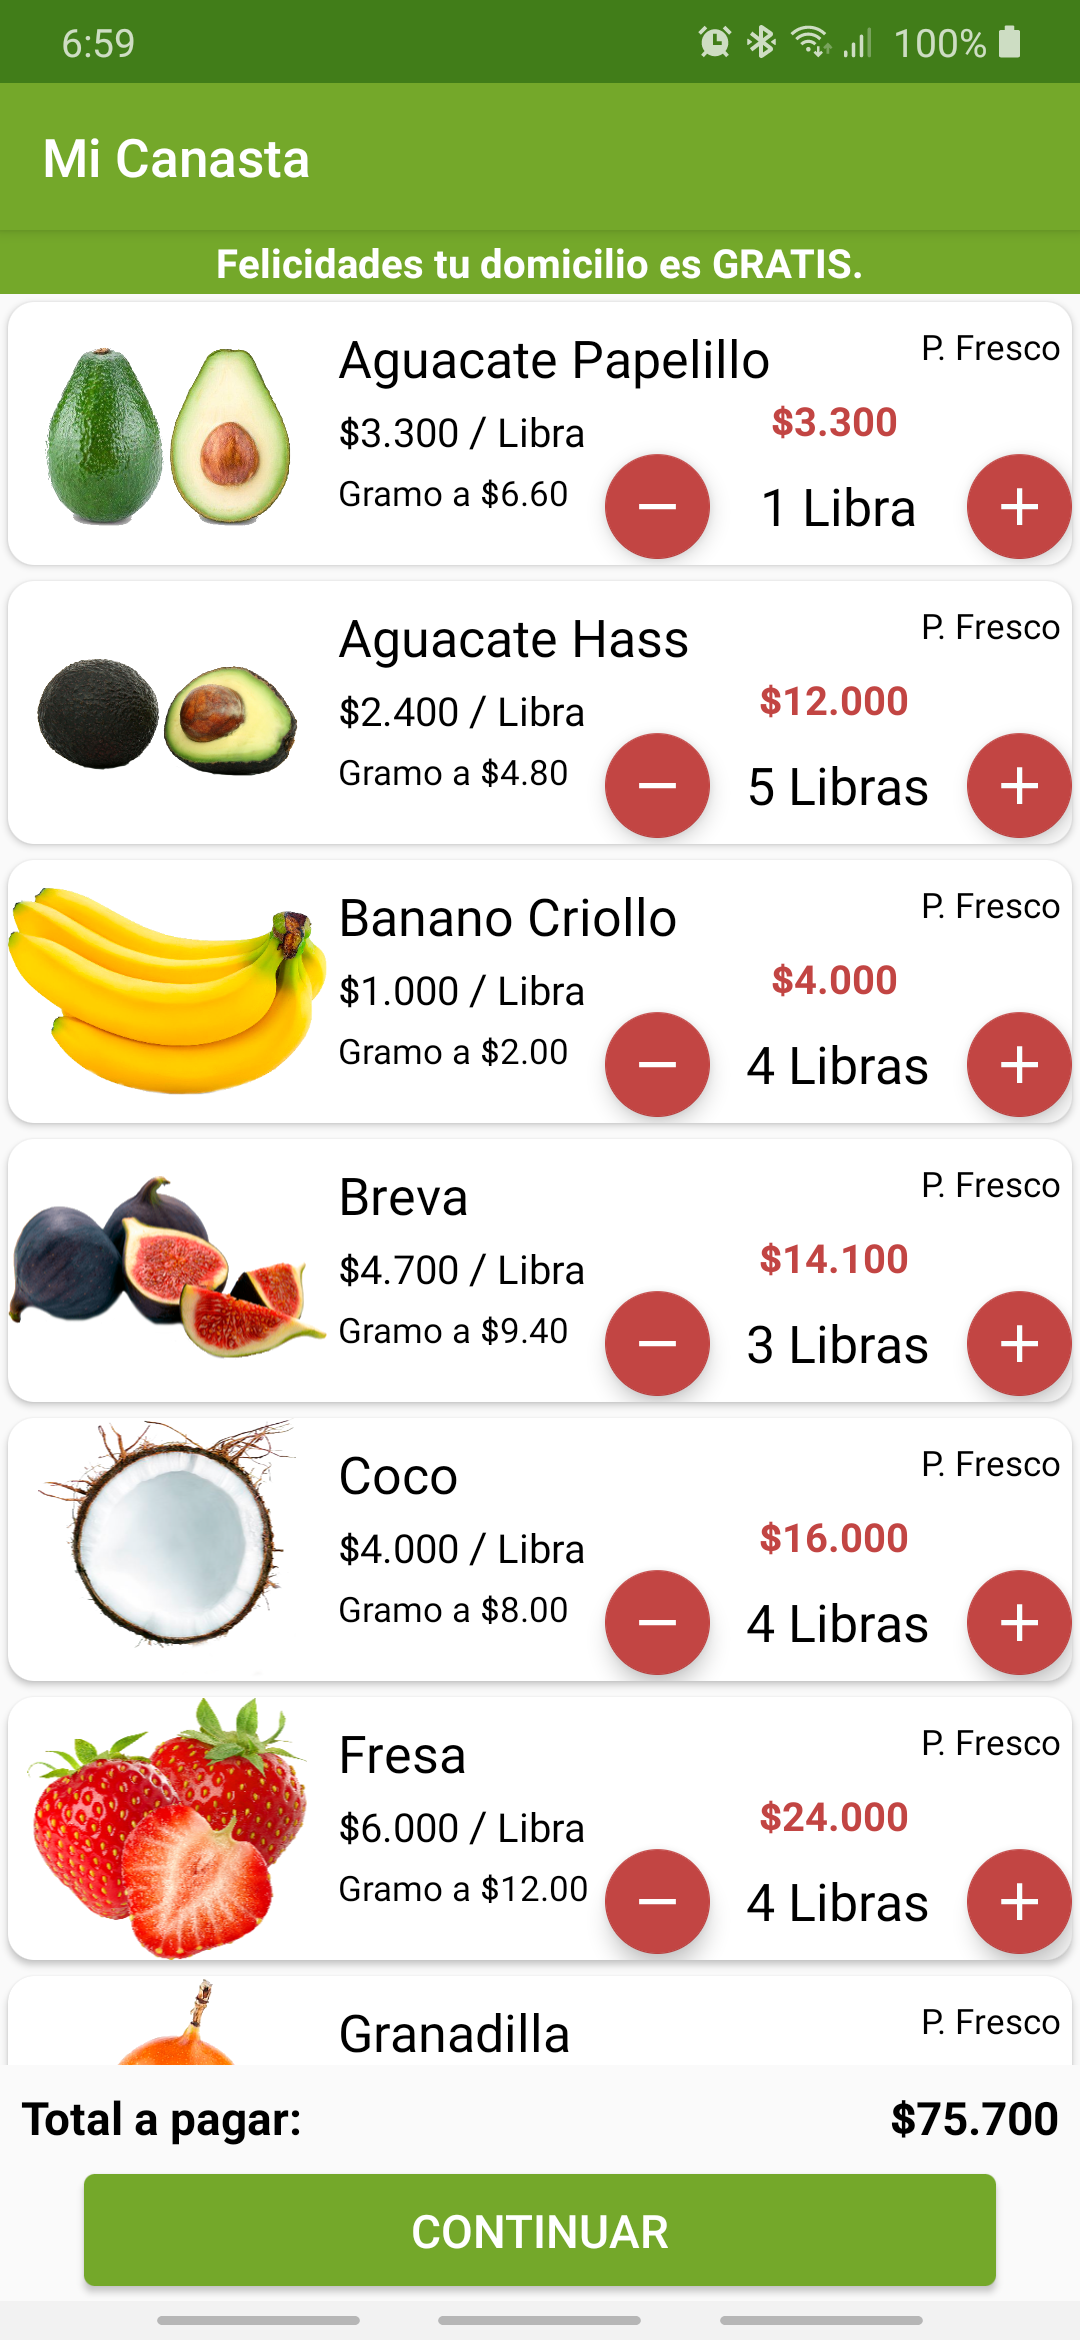 6:59
100%
Mi Canasta
Felicidades tu domicilio es GRATIS.
Aguacate Papelillo
P. Fresco
$3.300 / Libra
$3.300
Gramo a $6.60
1 Libra
Aguacate Hass
P. Fresco
$2.400 / Libra
$12.000
Gramo a $4.80
5 Libras
Banano Criollo
P. Fresco
$1.000 / Libra
$4.000
Gramo a $2.00
4 Libras
Breva
P. Fresco
$4.700 / Libra
$14.100
Gramo a $9.40
3 Libras
Coco
P. Fresco
$4.000 / Libra
$16.000
Gramo a $8.00
4 Libras
Fresa
P. Fresco
$6.000 / Libra
$24.000
Gramo a $12.00
4 Libras
Granadilla
P. Fresco
Total a pagar:
$75.700
CONTINUAR